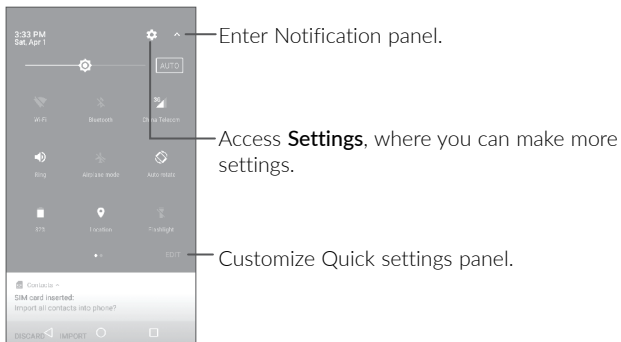 3:33 PM
Sat, Apr 1
Enter Notification panel.
AUTO
Wi-Fi
Bluetooth
China Telecom
Access Settings, where you can make more
settings.
Ring
Airplane mode
Auto rotate
Location
Flashlight
EDIT
Customize Quick settings panel.
Contacts
SIM card inserted:
Import all contacts into phone?
DISCARD
IMPORT